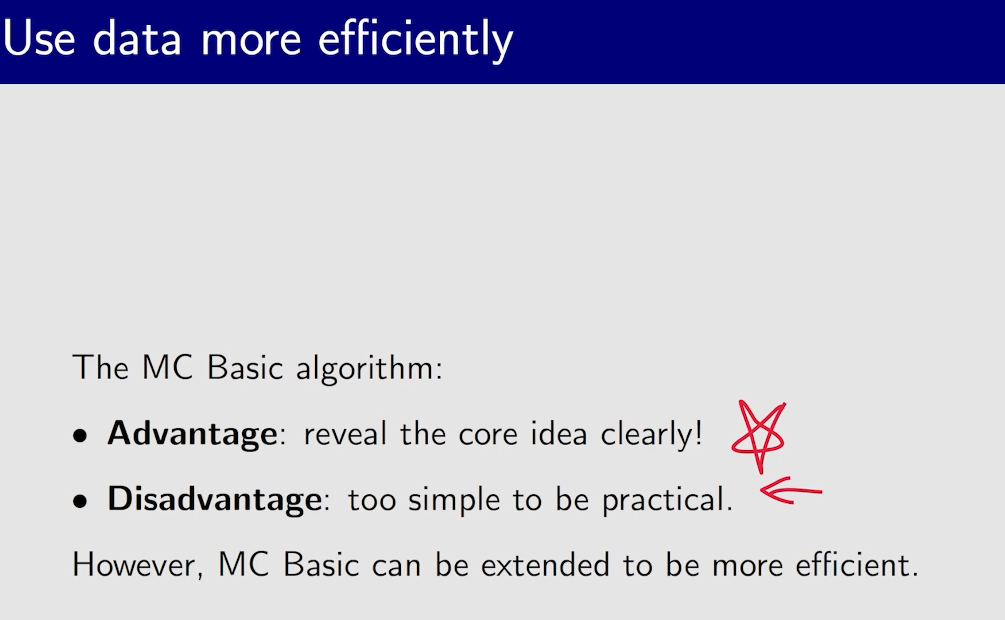 Use data more efficiently
The MC Basic algorithm:
• Advantage: reveal the core idea clearly!
• Disadvantage: too simple to be practical.
However, MC Basic can be extended to be more efficient.